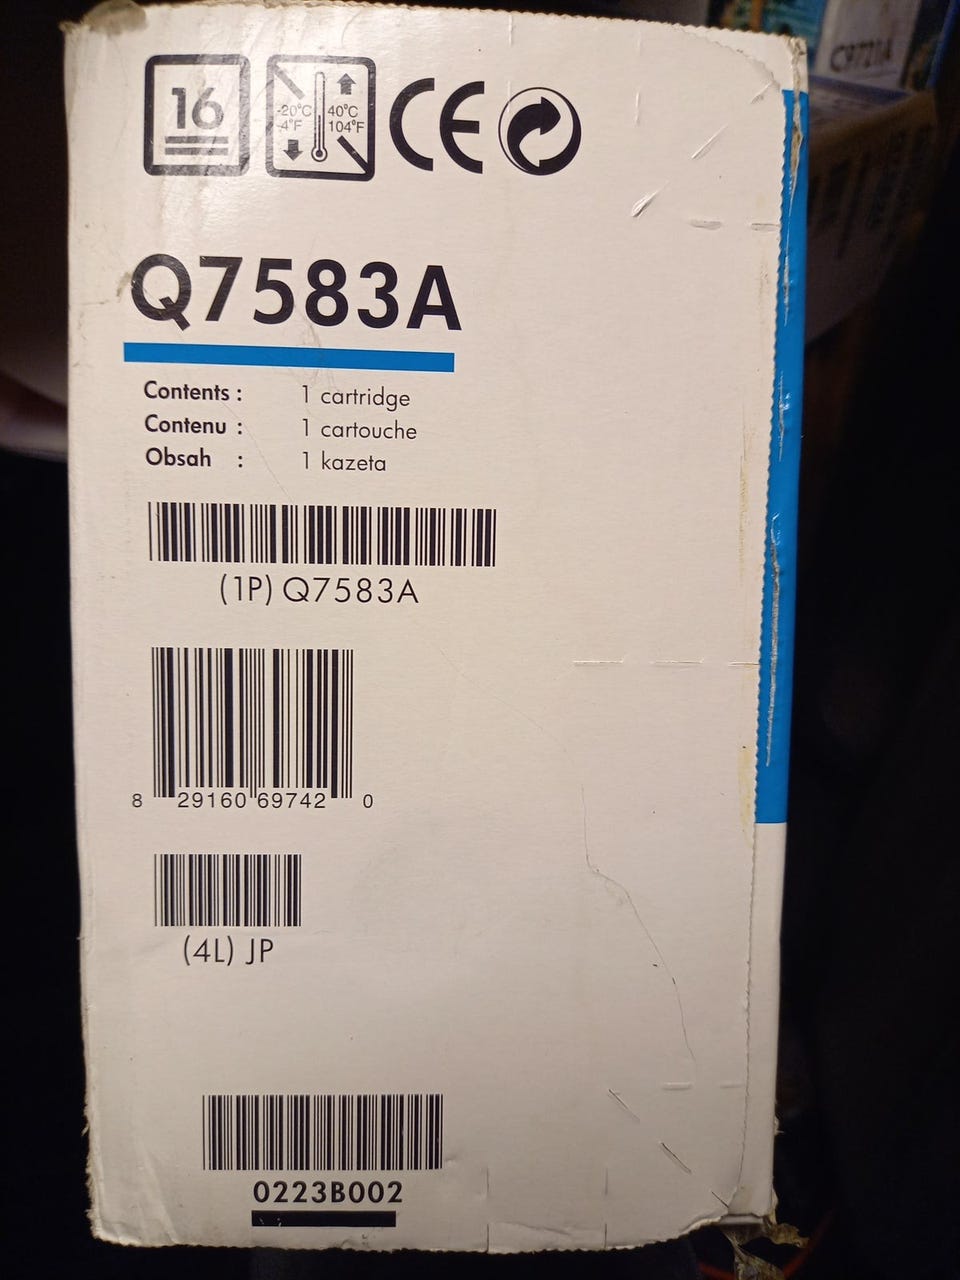 C9721A
16
-20°C 40°C
-4°F 104°F
CE
Q7583A
Contents : 1 cartridge
Contenu : 1 cartouche
Obsah : 1 kazeta
(1P) Q7583A
8 29160 69742 0
(4L) JP
0223B002